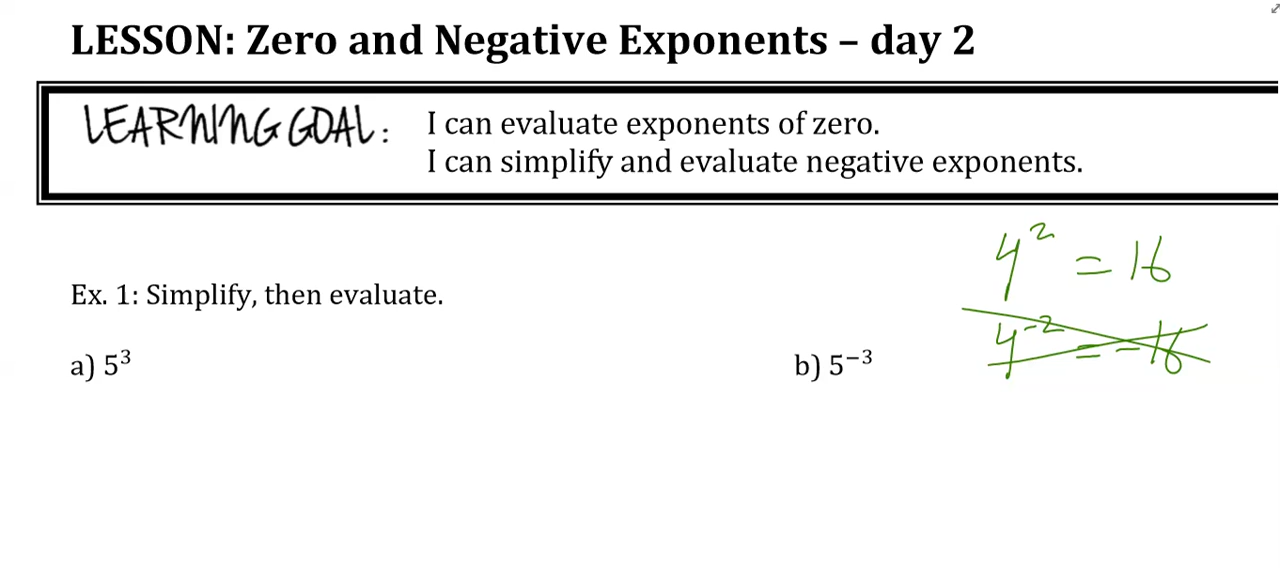 LESSON: Zero and Negative Exponents – day 2
LEARNING GOAL: I can evaluate exponents of zero.
I can simplify and evaluate negative exponents.
4² = 16
Ex. 1: Simplify, then evaluate.
4⁻² = -16
a) 5³
b) 5⁻³